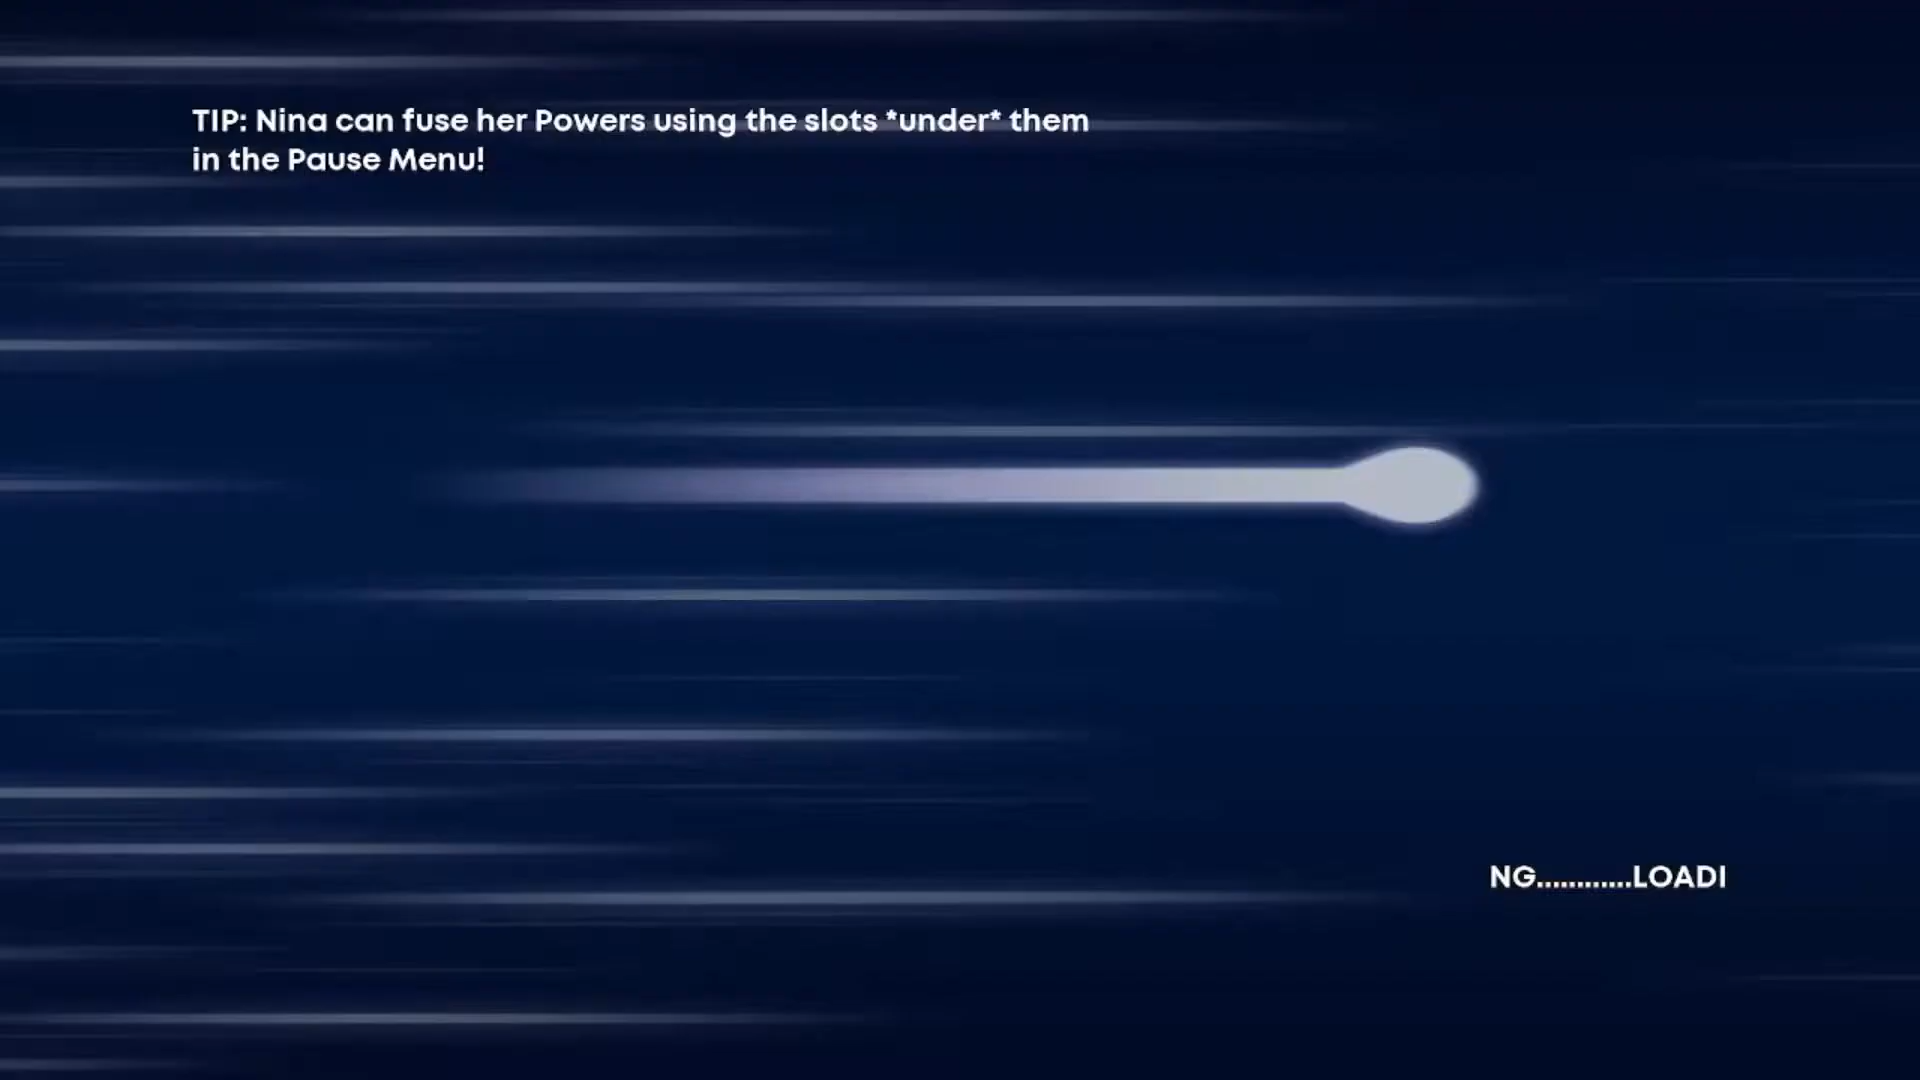 TIP: Nina can fuse her Powers using the slots *under* them
in the Pause Menu!
NG............LOADI